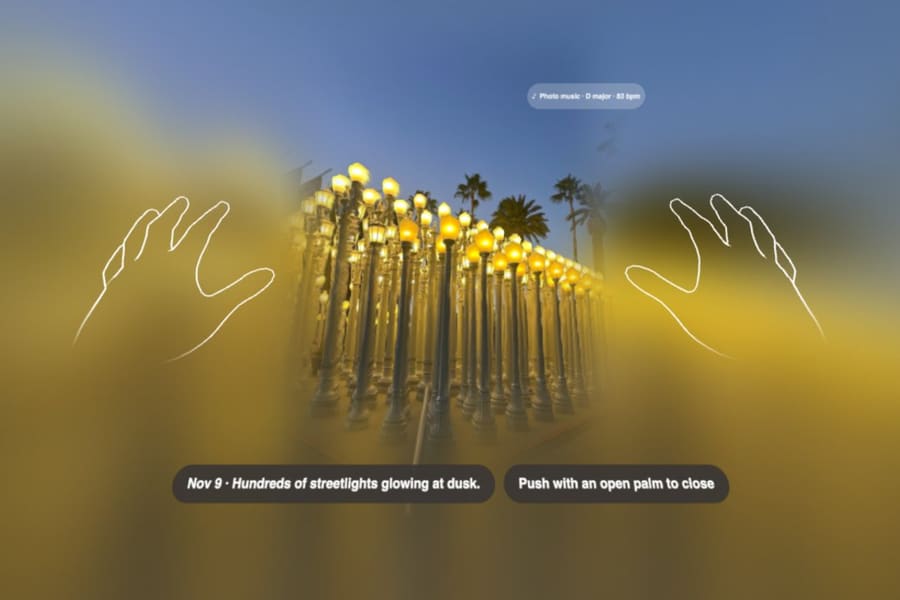 ♪ Photo music · D major · 83 bpm
Nov 9 · Hundreds of streetlights glowing at dusk.
Push with an open palm to close